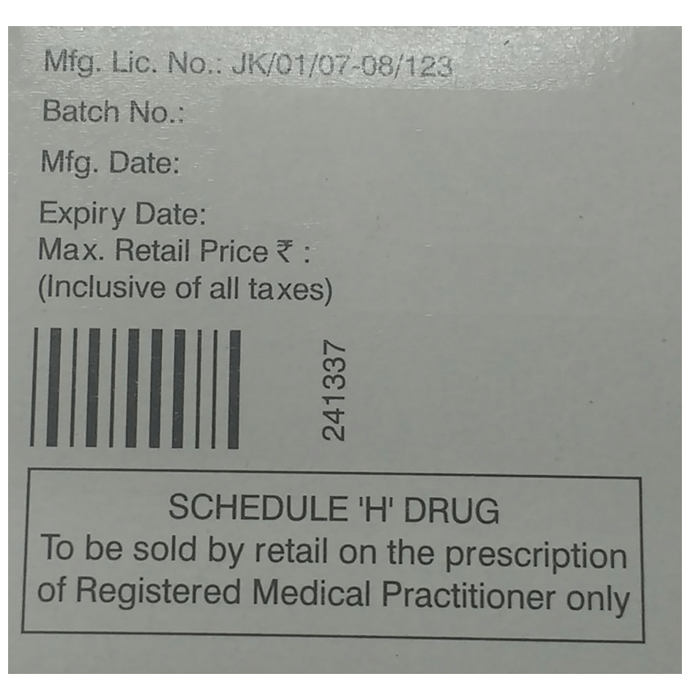 Mfg. Lic. No.: JK/01/07-08/123
Batch No.:
Mfg. Date:
Expiry Date:
Max. Retail Price ₹ :
(Inclusive of all taxes)
241337
SCHEDULE 'H' DRUG
To be sold by retail on the prescription
of Registered Medical Practitioner only